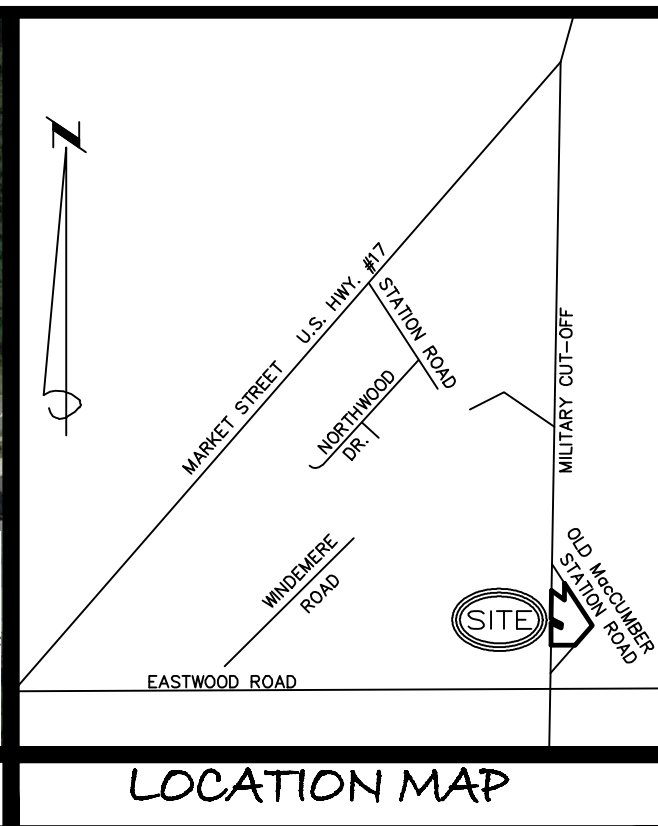 N
U.S. HWY. #17
MARKET STREET
STATION ROAD
NORTHWOOD
DR.
MILITARY CUT-OFF
WINDEMERE
ROAD
OLD MacCUMBER
STATION ROAD
SITE
EASTWOOD ROAD
LOCATION MAP